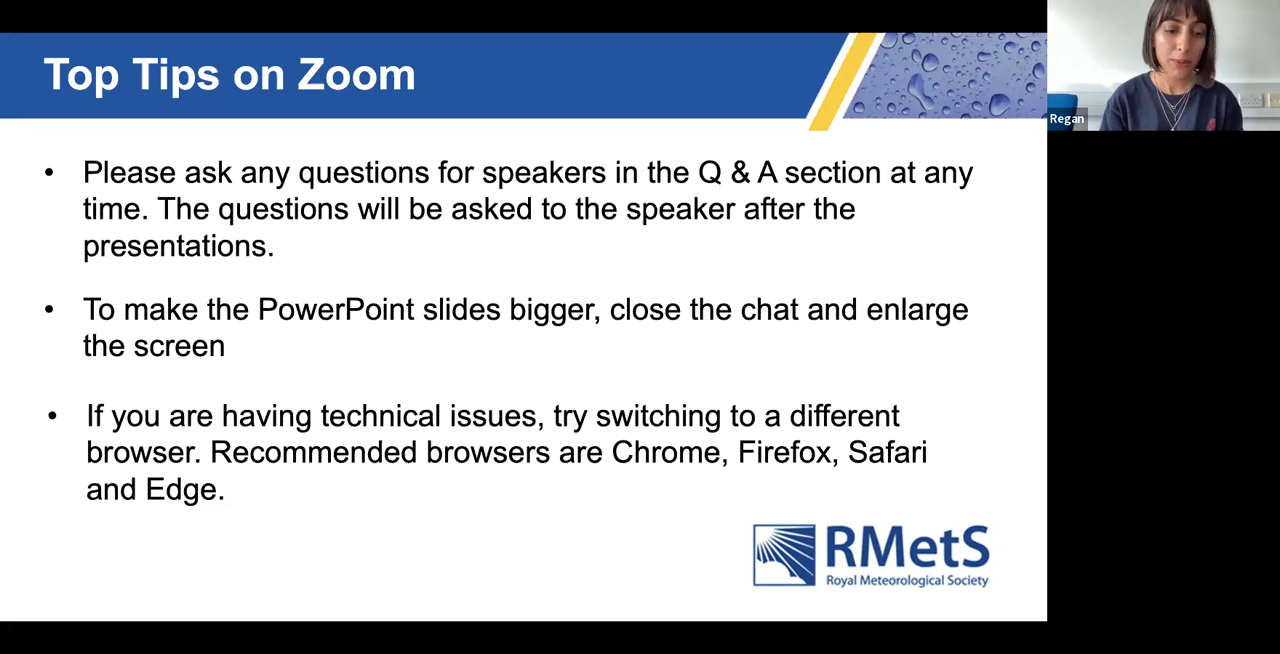 Top Tips on Zoom
Regan
• Please ask any questions for speakers in the Q & A section at any
time. The questions will be asked to the speaker after the
presentations.
• To make the PowerPoint slides bigger, close the chat and enlarge
the screen
• If you are having technical issues, try switching to a different
browser. Recommended browsers are Chrome, Firefox, Safari
and Edge.
RMetS
Royal Meteorological Society